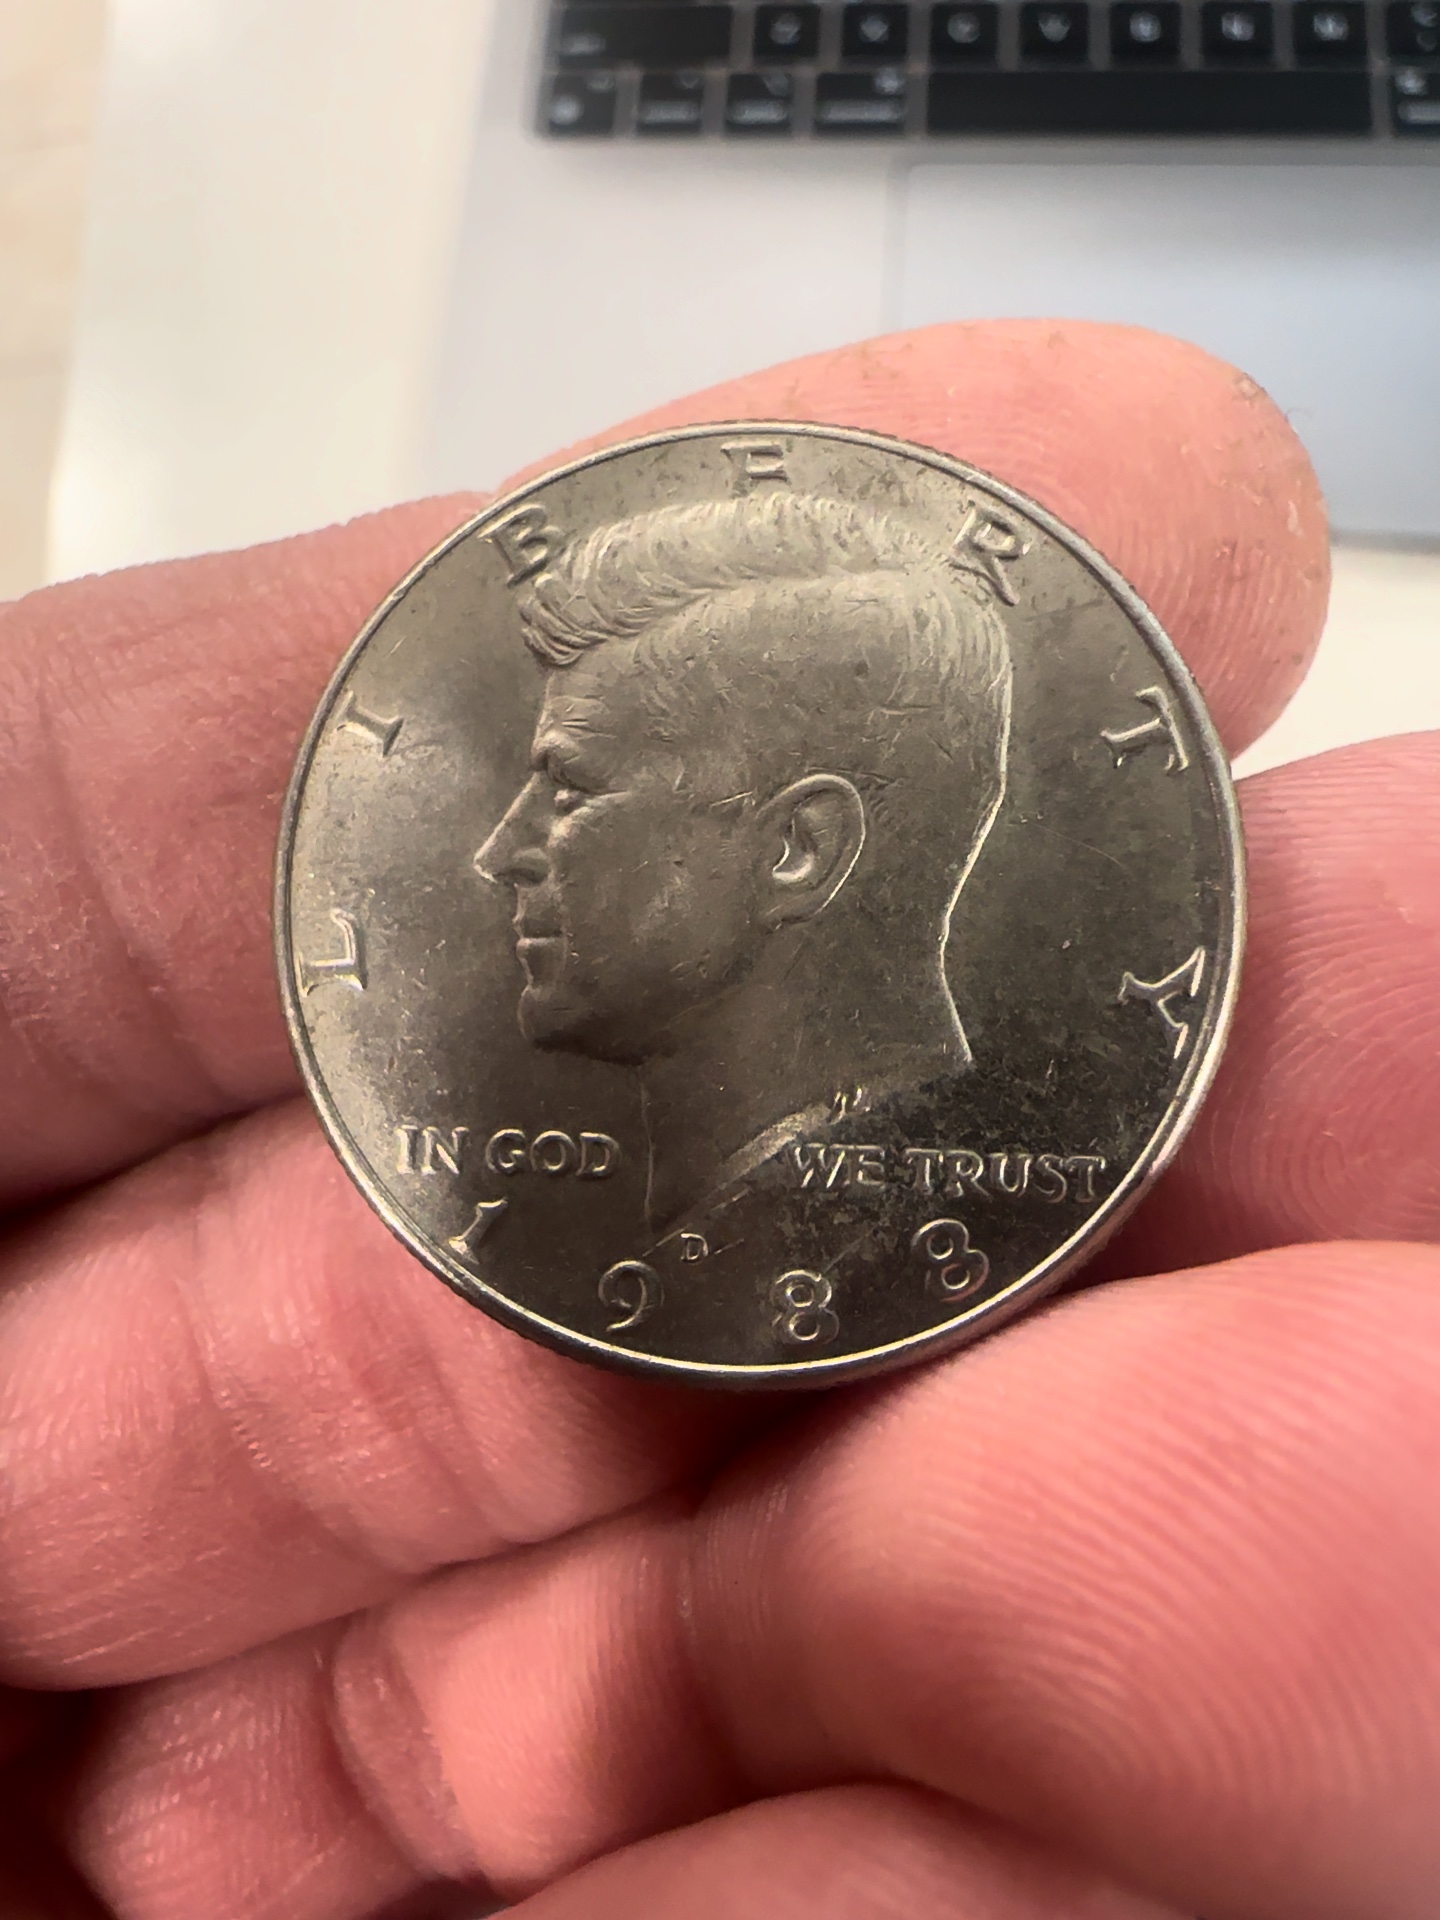 LIBERTY
IN GOD WE TRUST
D
1988